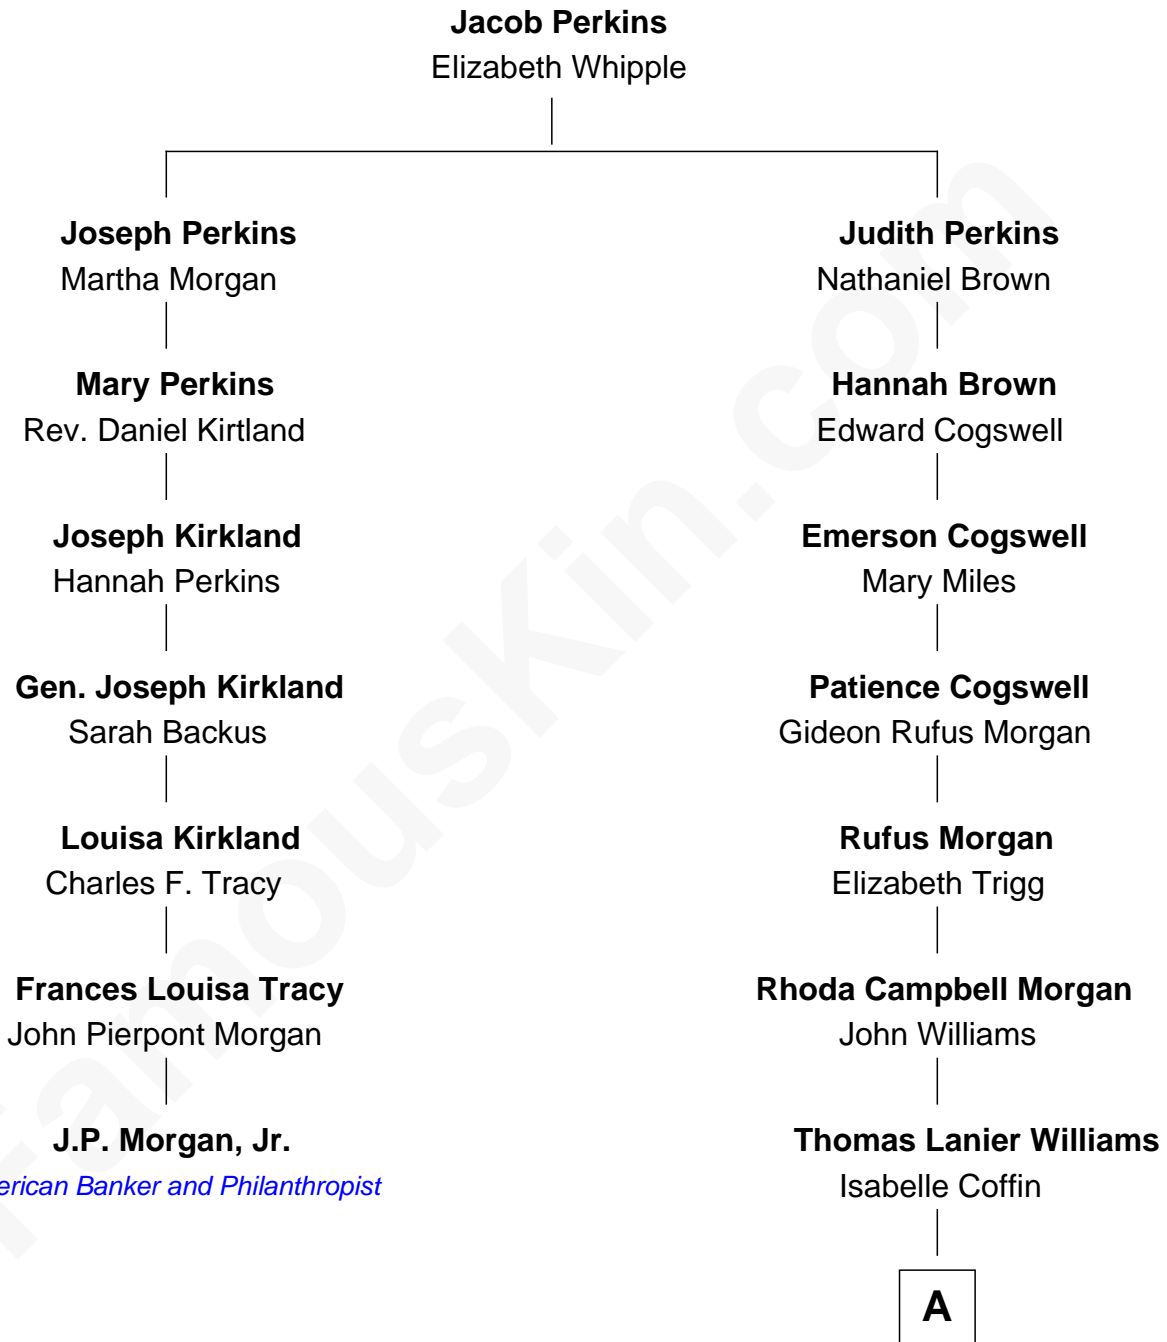 Jacob Perkins
Elizabeth Whipple
Joseph Perkins
Martha Morgan
Judith Perkins
Nathaniel Brown
Mary Perkins
Rev. Daniel Kirtland
Hannah Brown
Edward Cogswell
Joseph Kirkland
Hannah Perkins
Emerson Cogswell
Mary Miles
Gen. Joseph Kirkland
Sarah Backus
Patience Cogswell
Gideon Rufus Morgan
Louisa Kirkland
Charles F. Tracy
Rufus Morgan
Elizabeth Trigg
Frances Louisa Tracy
John Pierpont Morgan
Rhoda Campbell Morgan
John Williams
J.P. Morgan, Jr.
erican Banker and Philanthropist
Thomas Lanier Williams
Isabelle Coffin
A
FamousKin.com